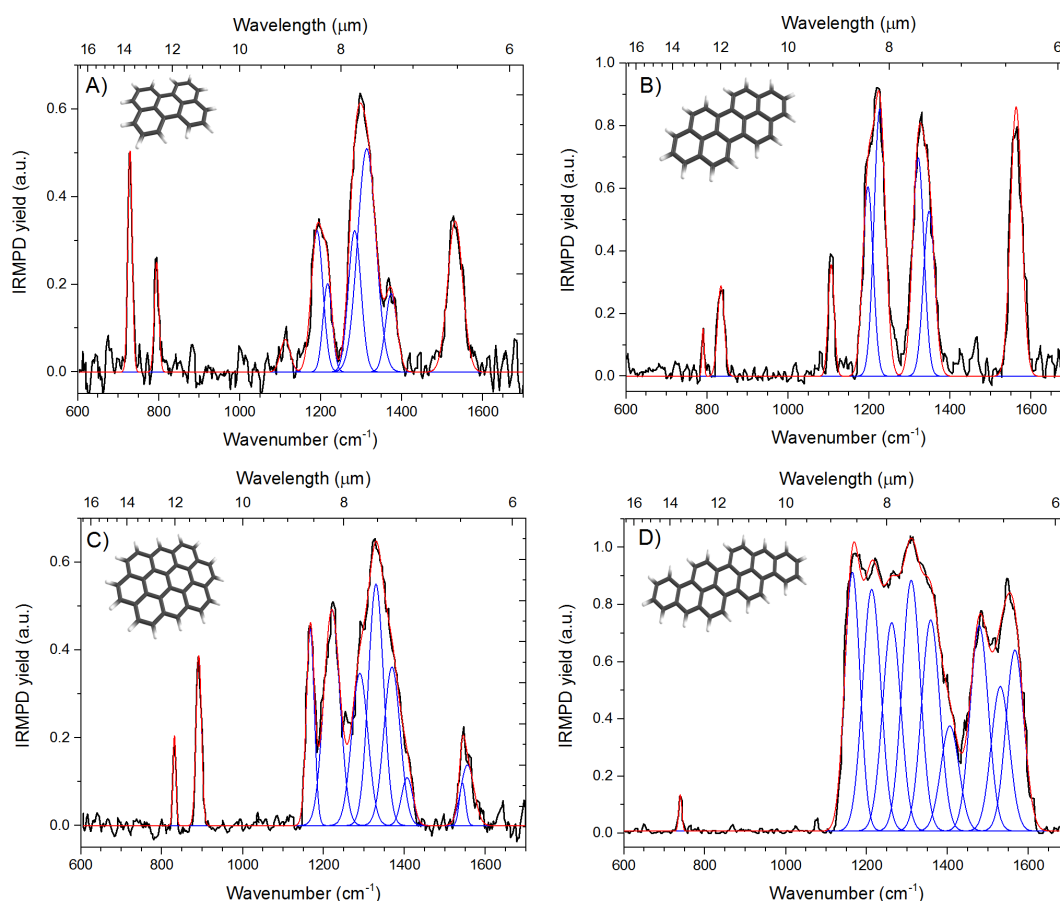 Wavelength (μm)
16 14 12 10 8 6
A)
IRMPD yield (a.u.)
0.6
0.4
0.2
0.0
600 800 1000 1200 1400 1600
Wavenumber (cm⁻¹)
Wavelength (μm)
16 14 12 10 8 6
B)
IRMPD yield (a.u.)
1.0
0.8
0.6
0.4
0.2
0.0
600 800 1000 1200 1400 1600
Wavenumber (cm⁻¹)
Wavelength (μm)
16 14 12 10 8 6
C)
IRMPD yield (a.u.)
0.6
0.4
0.2
0.0
600 800 1000 1200 1400 1600
Wavenumber (cm⁻¹)
Wavelength (μm)
16 14 12 10 8 6
D)
IRMPD yield (a.u.)
1.0
0.8
0.6
0.4
0.2
0.0
600 800 1000 1200 1400 1600
Wavenumber (cm⁻¹)